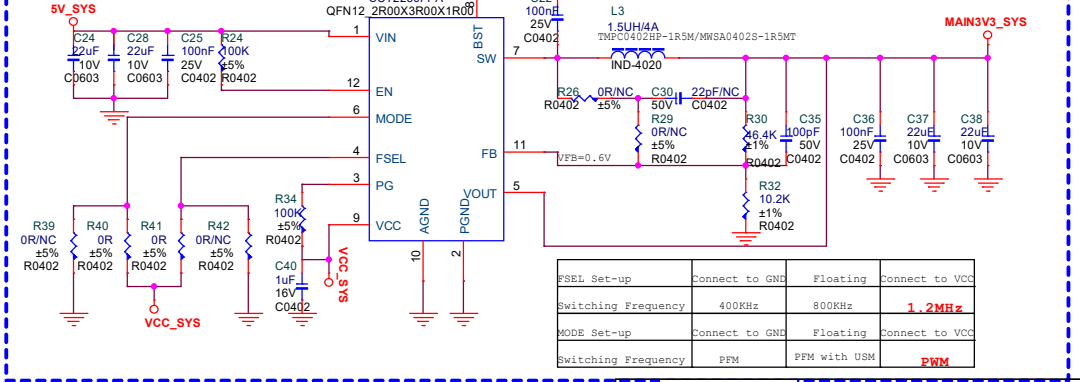 5V_SYS
QFN12_2R00X3R00X1R00
C24
22uF
10V
C0603
C28
22uF
10V
C0603
C25
100nF
25V
C0402
R24
100K
±5%
R0402
1
VIN
12
EN
6
MODE
4
FSEL
3
PG
9
VCC
BST
7
SW
11
FB
5
VOUT
AGND
10
PGND
2
100nF
25V
C0402
L3
1.5UH/4A
TMPC0402HP-1R5M/MWSA0402S-1R5MT
IND-4020
MAIN3V3_SYS
R26
0R/NC
±5%
R0402
C30
22pF/NC
50V
C0402
R29
0R/NC
±5%
R0402
VFB=0.6V
R30
46.4K
±1%
R0402
C35
100pF
50V
C0402
C36
100nF
25V
C0402
C37
22uF
10V
C0603
C38
22uF
10V
C0603
R32
10.2K
±1%
R0402
R34
100K
±5%
R0402
C40
1uF
16V
C0402
VCC_SYS
R39
0R/NC
±5%
R0402
R40
0R
±5%
R0402
R41
0R
±5%
R0402
R42
0R/NC
±5%
R0402
VCC_SYS
FSEL Set-up Connect to GND Floating Connect to VCC
Switching Frequency 400KHz 800KHz 1.2MHz
MODE Set-up Connect to GND Floating Connect to VCC
Switching Frequency PFM PFM with USM PWM